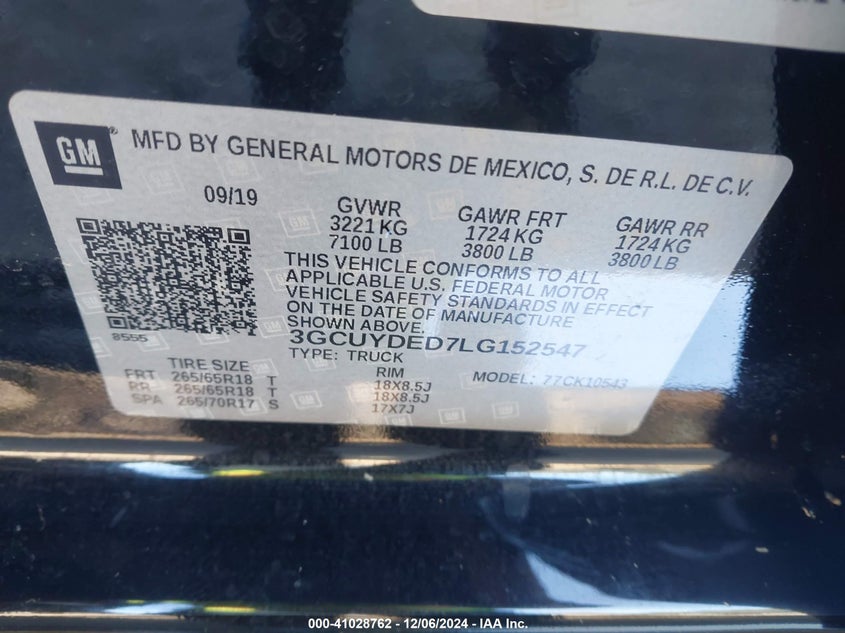 GM
MFD BY GENERAL MOTORS DE MEXICO, S. DE R.L. DE C.V.
09/19 GVWR GAWR FRT GAWR RR
3221 KG 1724 KG 1724 KG
7100 LB 3800 LB 3800 LB
THIS VEHICLE CONFORMS TO ALL
APPLICABLE U.S. FEDERAL MOTOR
VEHICLE SAFETY STANDARDS IN EFFECT
ON THE DATE OF MANUFACTURE
SHOWN ABOVE.
8555 1
3GCUYDED7LG152547
TYPE: TRUCK MODEL: 77CK10543
TIRE SIZE RIM
FRT 265/65R18 T 18X8.5J
RR 265/65R18 T 18X8.5J
SPA 265/70R17 S 17X7J
000-41028762 - 12/06/2024 - IAA Inc.